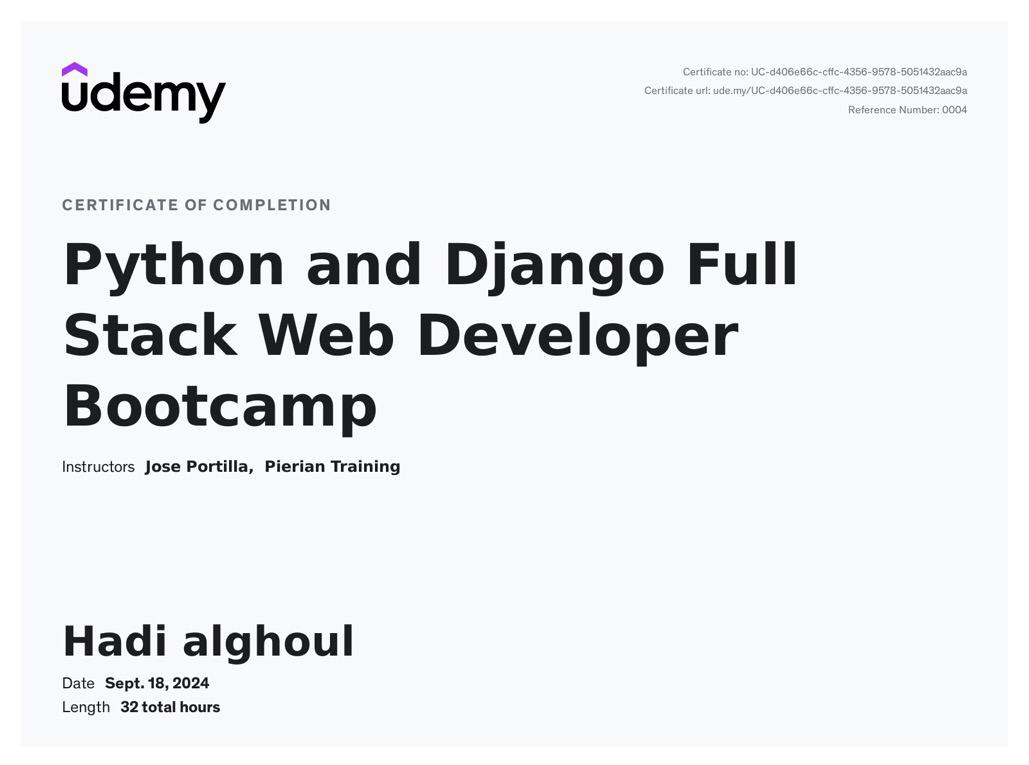 udemy
Certificate no: UC-d406e66c-cffc-4356-9578-5051432aac9a
Certificate url: ude.my/UC-d406e66c-cffc-4356-9578-5051432aac9a
Reference Number: 0004
CERTIFICATE OF COMPLETION
Python and Django Full
Stack Web Developer
Bootcamp
Instructors Jose Portilla, Pierian Training
Hadi alghoul
Date Sept. 18, 2024
Length 32 total hours